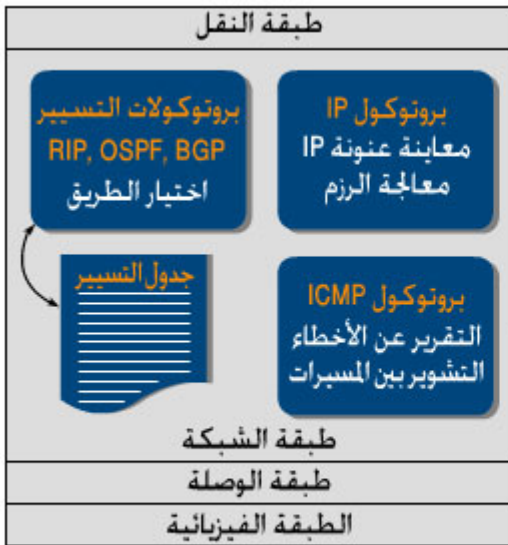 طبقة النقل
بروتوكول IP
معاينة عنونة IP
معالجة الرزم
بروتوكولات التسيير
RIP, OSPF, BGP
اختيار الطريق
بروتوكول ICMP
التقرير عن الأخطاء
التشوير بين المسيرات
جدول التسيير
طبقة الشبكة
طبقة الوصلة
الطبقة الفيزيائية